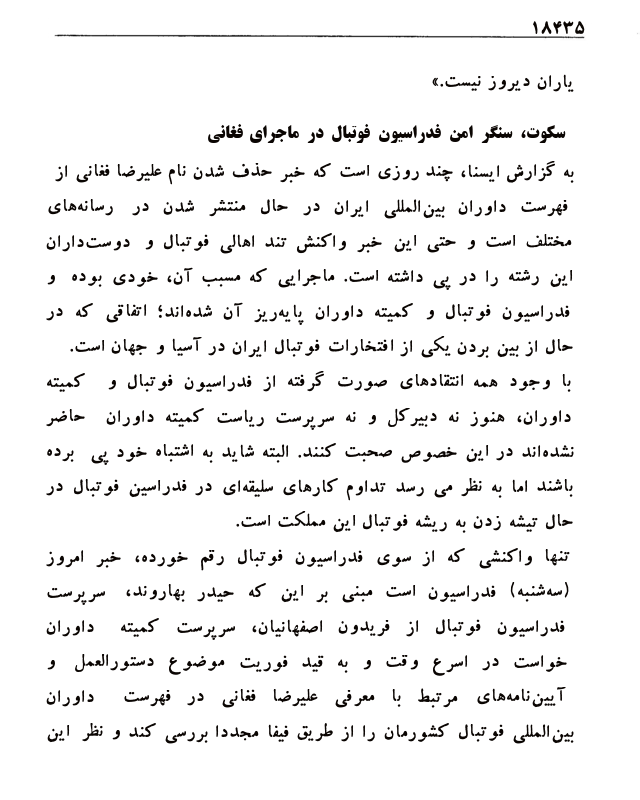 ۱۸۴۳۵
یاران دیروز نیست.»
سکوت، سنگر امن فدراسیون فوتبال در ماجرای فغانی
به گزارش ایسنا، چند روزی است که خبر حذف شدن نام علیرضا فغانی از
فهرست داوران بین‌المللی ایران در حال منتشر شدن در رسانه‌های
مختلف است و حتی این خبر واکنش تند اهالی فوتبال و دوست‌داران
این رشته را در پی داشته است. ماجرایی که مسبب آن، خودی بوده و
فدراسیون فوتبال و کمیته داوران پایه‌ریز آن شده‌اند؛ اتفاقی که در
حال از بین بردن یکی از افتخارات فوتبال ایران در آسیا و جهان است.
با وجود همه انتقادهای صورت گرفته از فدراسیون فوتبال و کمیته
داوران، هنوز نه دبیرکل و نه سرپرست ریاست کمیته داوران حاضر
نشده‌اند در این خصوص صحبت کنند. البته شاید به اشتباه خود پی برده
باشند اما به نظر می رسد تداوم کارهای سلیقه‌ای در فدراسین فوتبال در
حال تیشه زدن به ریشه فوتبال این مملکت است.
تنها واکنشی که از سوی فدراسیون فوتبال رقم خورده، خبر امروز
(سه‌شنبه) فدراسیون است مبنی بر این که حیدر بهاروند، سرپرست
فدراسیون فوتبال از فریدون اصفهانیان، سرپرست کمیته داوران
خواست در اسرع وقت و به قید فوریت موضوع دستورالعمل و
آیین‌نامه‌های مرتبط با معرفی علیرضا فغانی در فهرست داوران
بین‌المللی فوتبال کشورمان را از طریق فیفا مجددا بررسی کند و نظر این